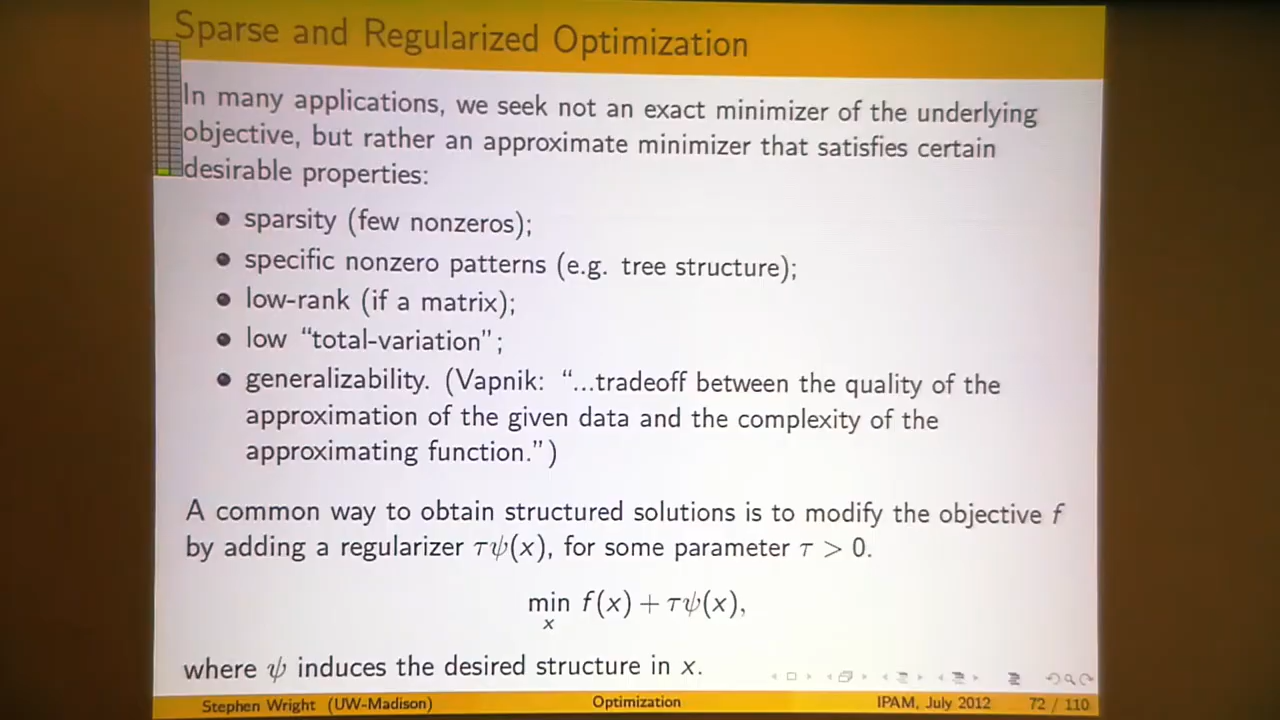 Sparse and Regularized Optimization
In many applications, we seek not an exact minimizer of the underlying
objective, but rather an approximate minimizer that satisfies certain
desirable properties:
• sparsity (few nonzeros);
• specific nonzero patterns (e.g. tree structure);
• low-rank (if a matrix);
• low “total-variation”;
• generalizability. (Vapnik: “...tradeoff between the quality of the
approximation of the given data and the complexity of the
approximating function.”)
A common way to obtain structured solutions is to modify the objective f
by adding a regularizer τψ(x), for some parameter τ > 0.
min f(x) + τψ(x),
x
where ψ induces the desired structure in x.
Stephen Wright (UW-Madison) Optimization IPAM, July 2012 72 / 110